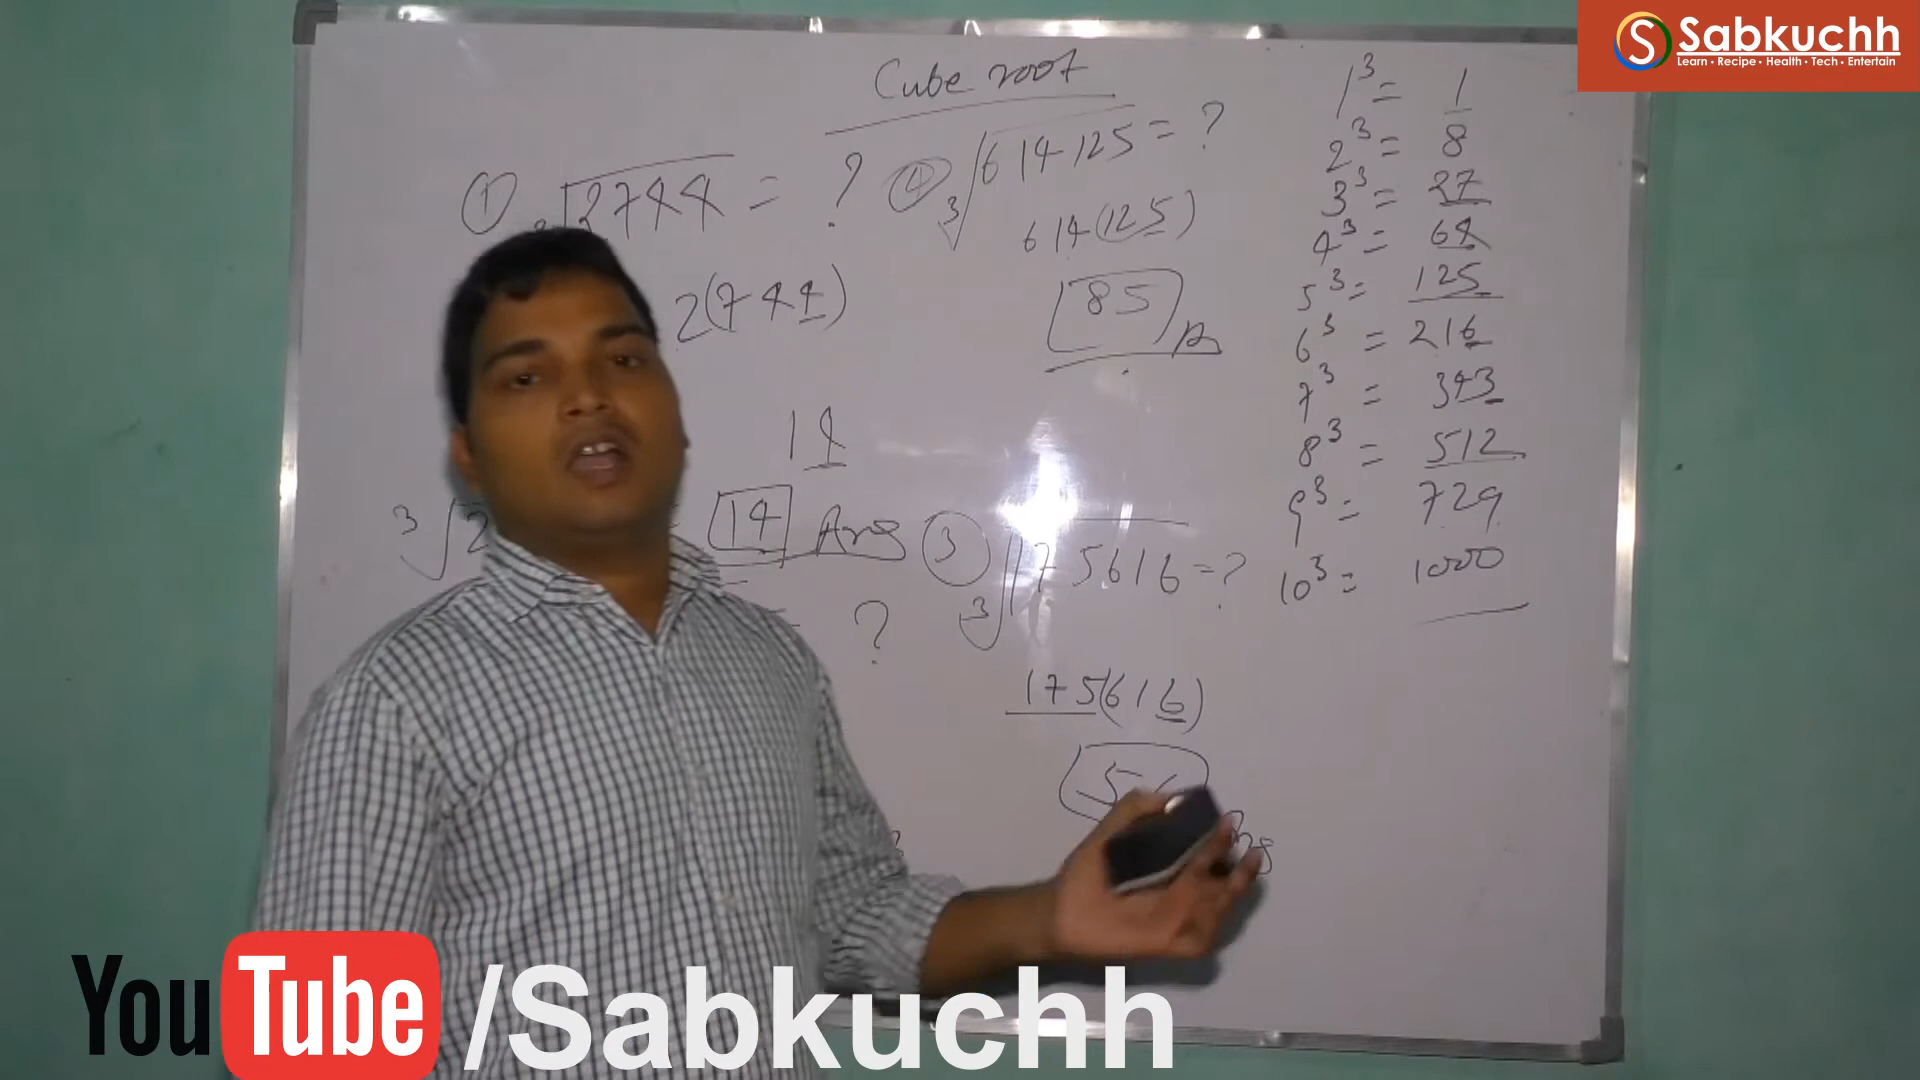 Sabkuchh
Learn • Recipe • Health • Tech • Entertain
Cube root
① ∛2744 = ?
2(744)
14
14 Ans
?
④ ∛614125 = ?
614(125)
85
③ ∛175616 = ?
175(616)
1³ = 1
2³ = 8
3³ = 27
4³ = 64
5³ = 125
6³ = 216
7³ = 343
8³ = 512
9³ = 729
10³ = 1000
YouTube /Sabkuchh